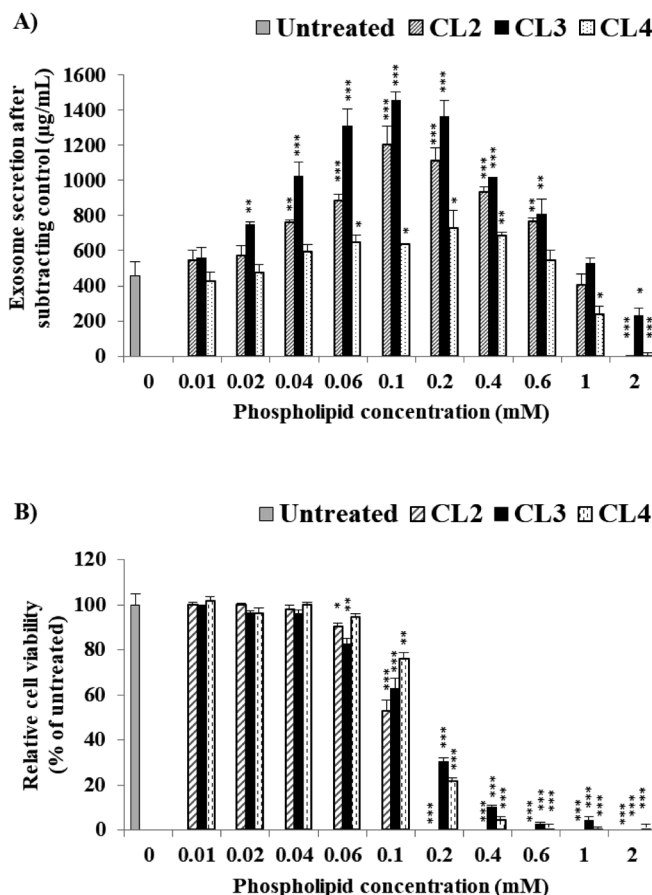 A)
Untreated CL2 CL3 CL4
Exosome secretion after
subtracting control (µg/mL)
1600
1400
1200
1000
800
600
400
200
0
** *** ** *** *** * *** *** * *** *** * *** *** ** ** ** * *** * ***
0 0.01 0.02 0.04 0.06 0.1 0.2 0.4 0.6 1 2
Phospholipid concentration (mM)
B)
Untreated CL2 CL3 CL4
Relative cell viability
(% of untreated)
120
100
80
60
40
20
0
* ** *** *** ** *** *** *** *** *** *** *** *** *** *** *** *** *** *** ***
0 0.01 0.02 0.04 0.06 0.1 0.2 0.4 0.6 1 2
Phospholipid concentration (mM)